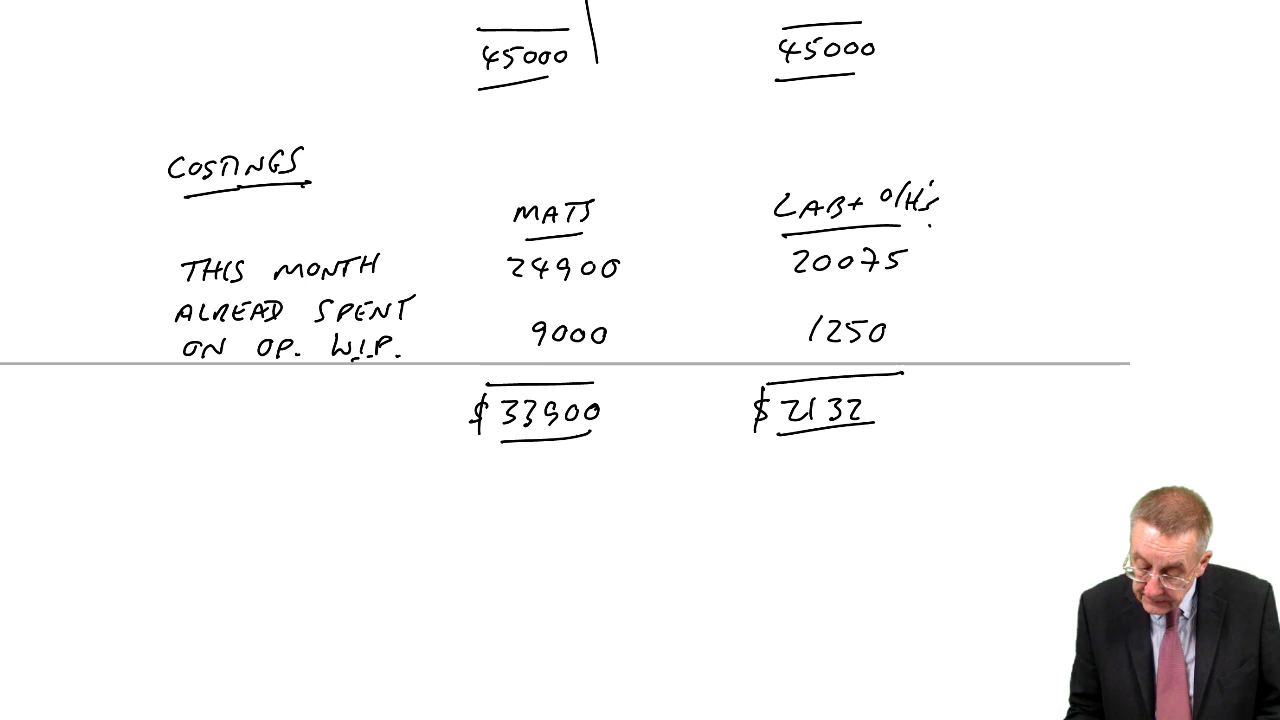 45000 45000
COSTINGS
MATS LAB+ O/H's
THIS MONTH 24900 20075
ALREAD SPENT
ON OP. W.I.P. 9000 1250
$ 33900 $ 2132